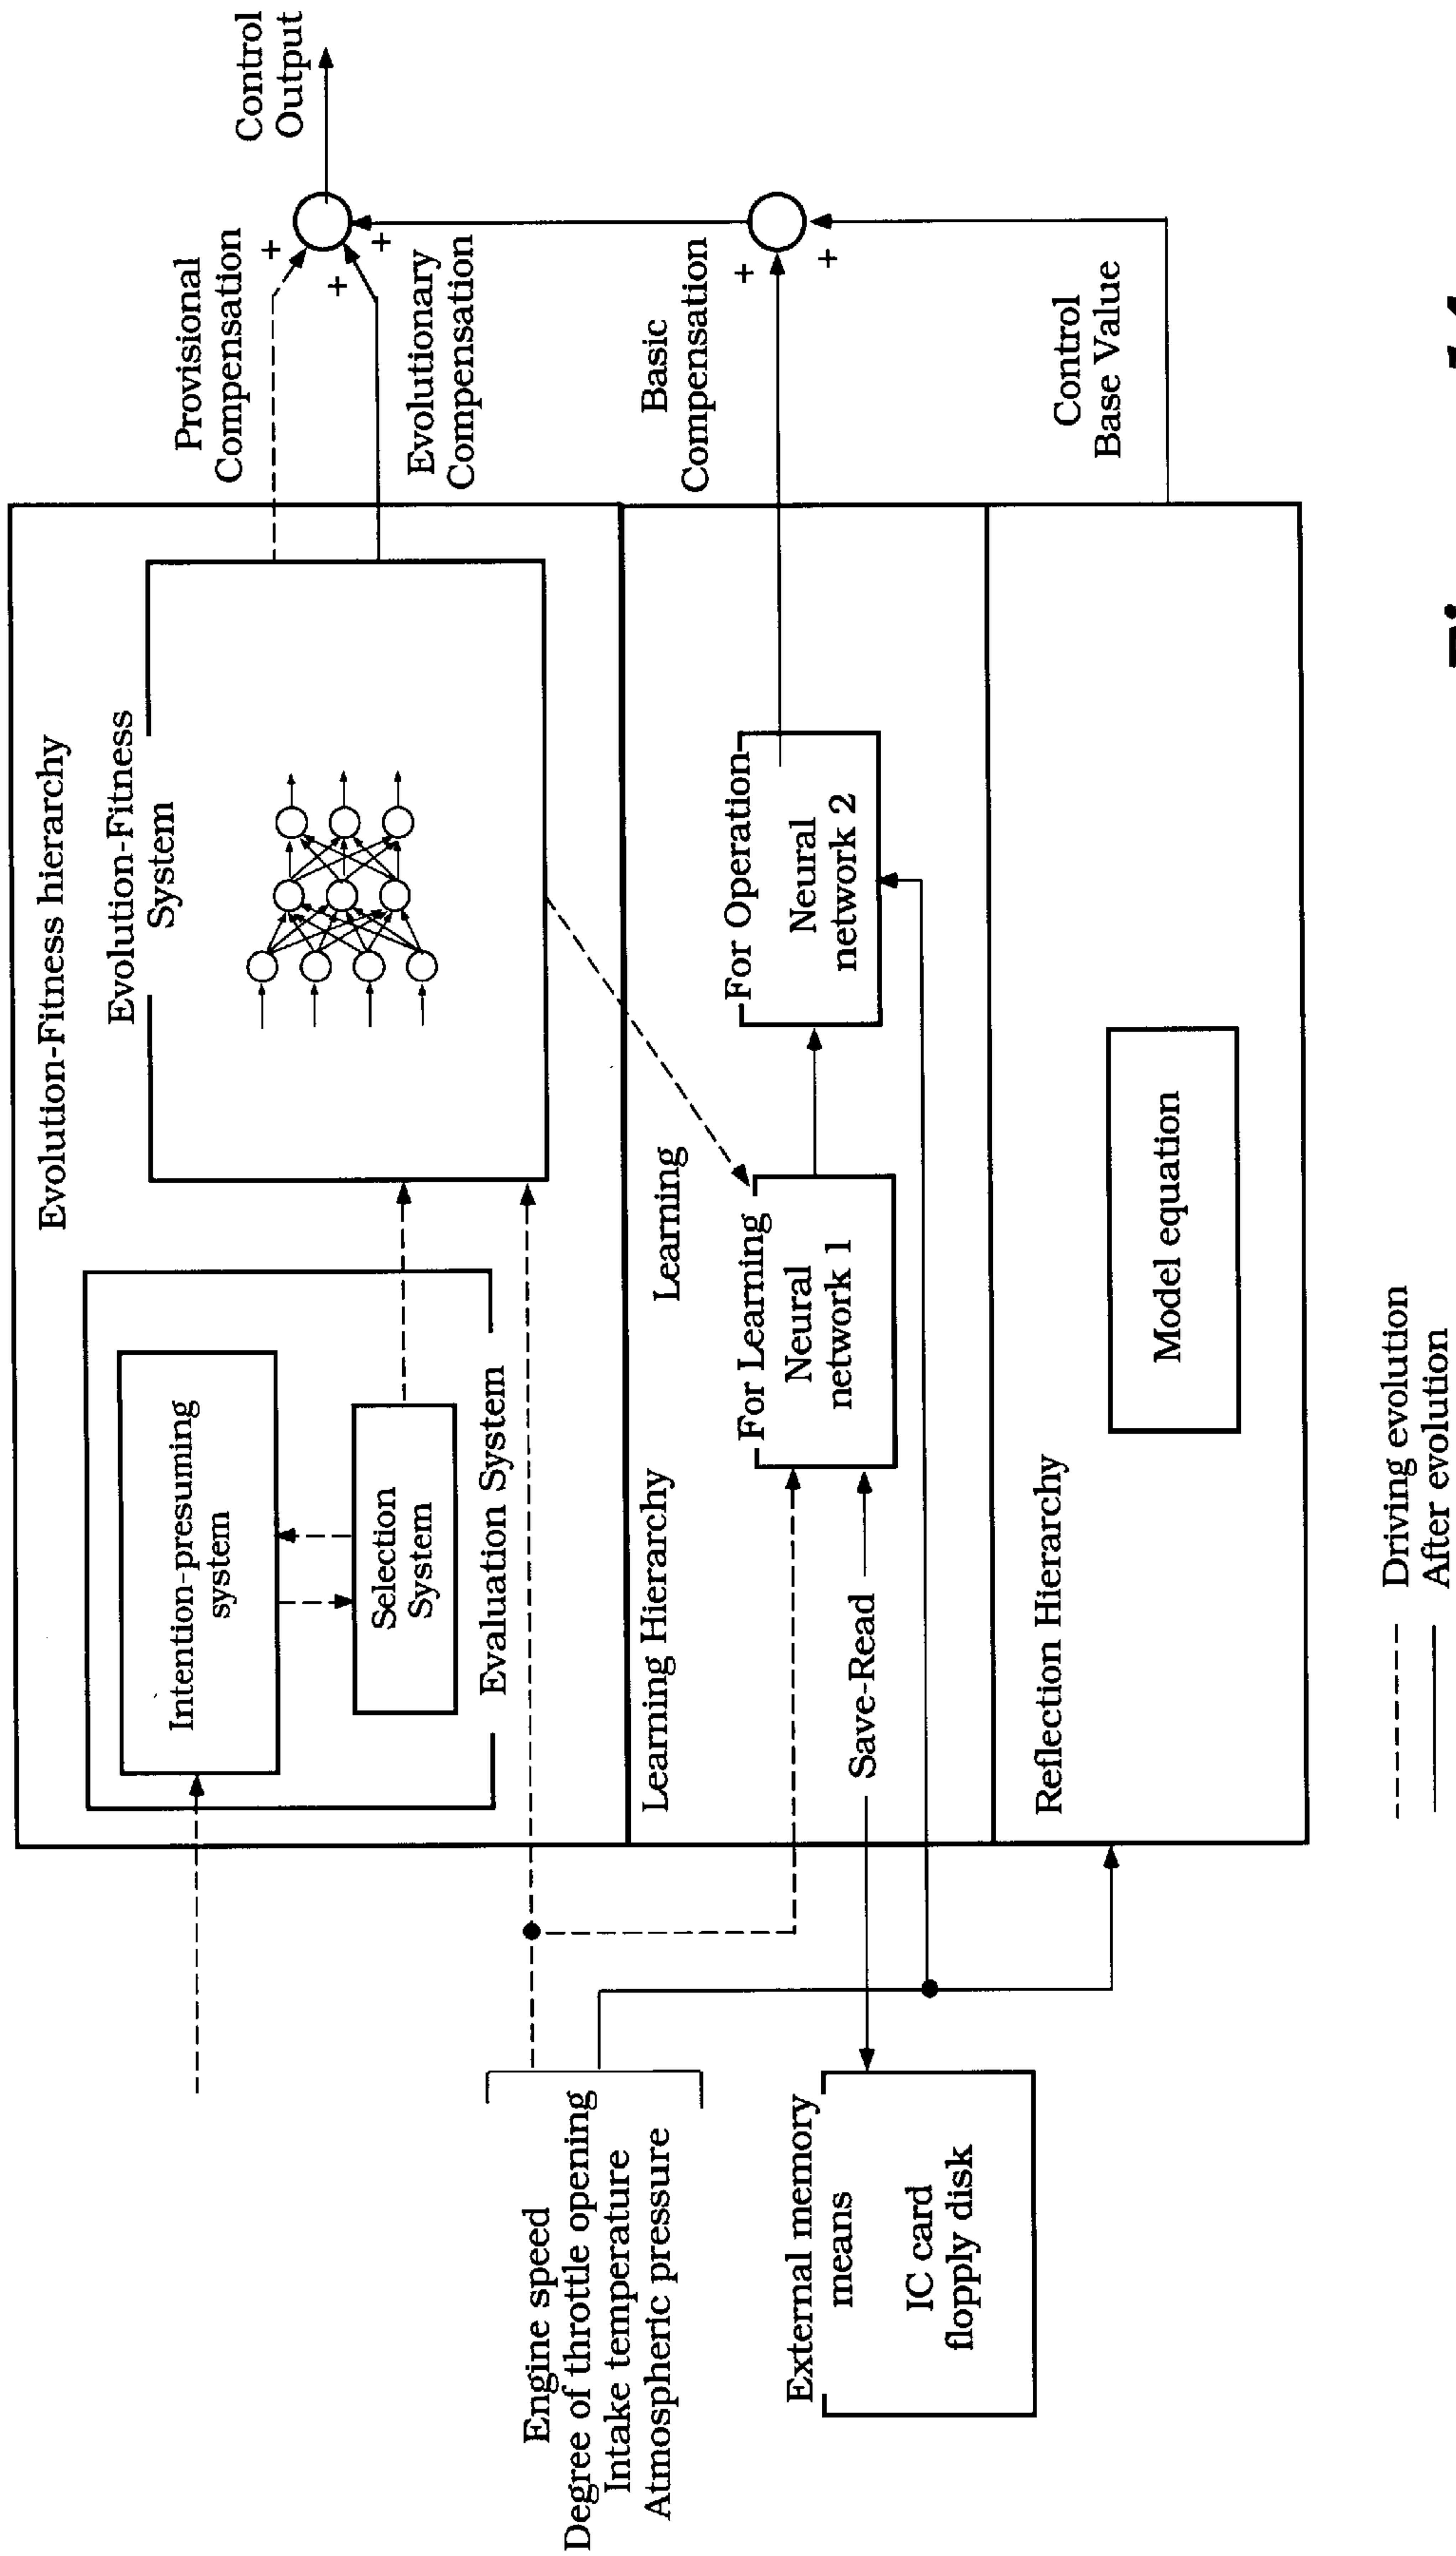 Evolution-Fitness hierarchy
Evolution-Fitness
System
Intention-presuming
system
Selection
System
Evaluation System
Provisional
Compensation
Evolutionary
Compensation
+
+
+
Control
Output
Engine speed
Degree of throttle opening
Intake temperature
Atmospheric pressure
Learning Hierarchy
Learning
For Learning
Neural
network 1
For Operation
Neural
network 2
Basic
Compensation
+
+
Save-Read
External memory
means
IC card
flopply disk
Reflection Hierarchy
Model equation
Control
Base Value
Driving evolution
After evolution